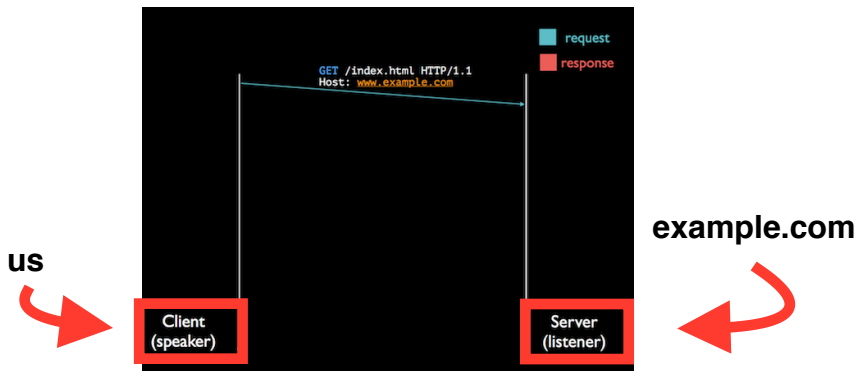 request
response
GET /index.html HTTP/1.1
Host: www.example.com
example.com
us
Client
(speaker)
Server
(listener)